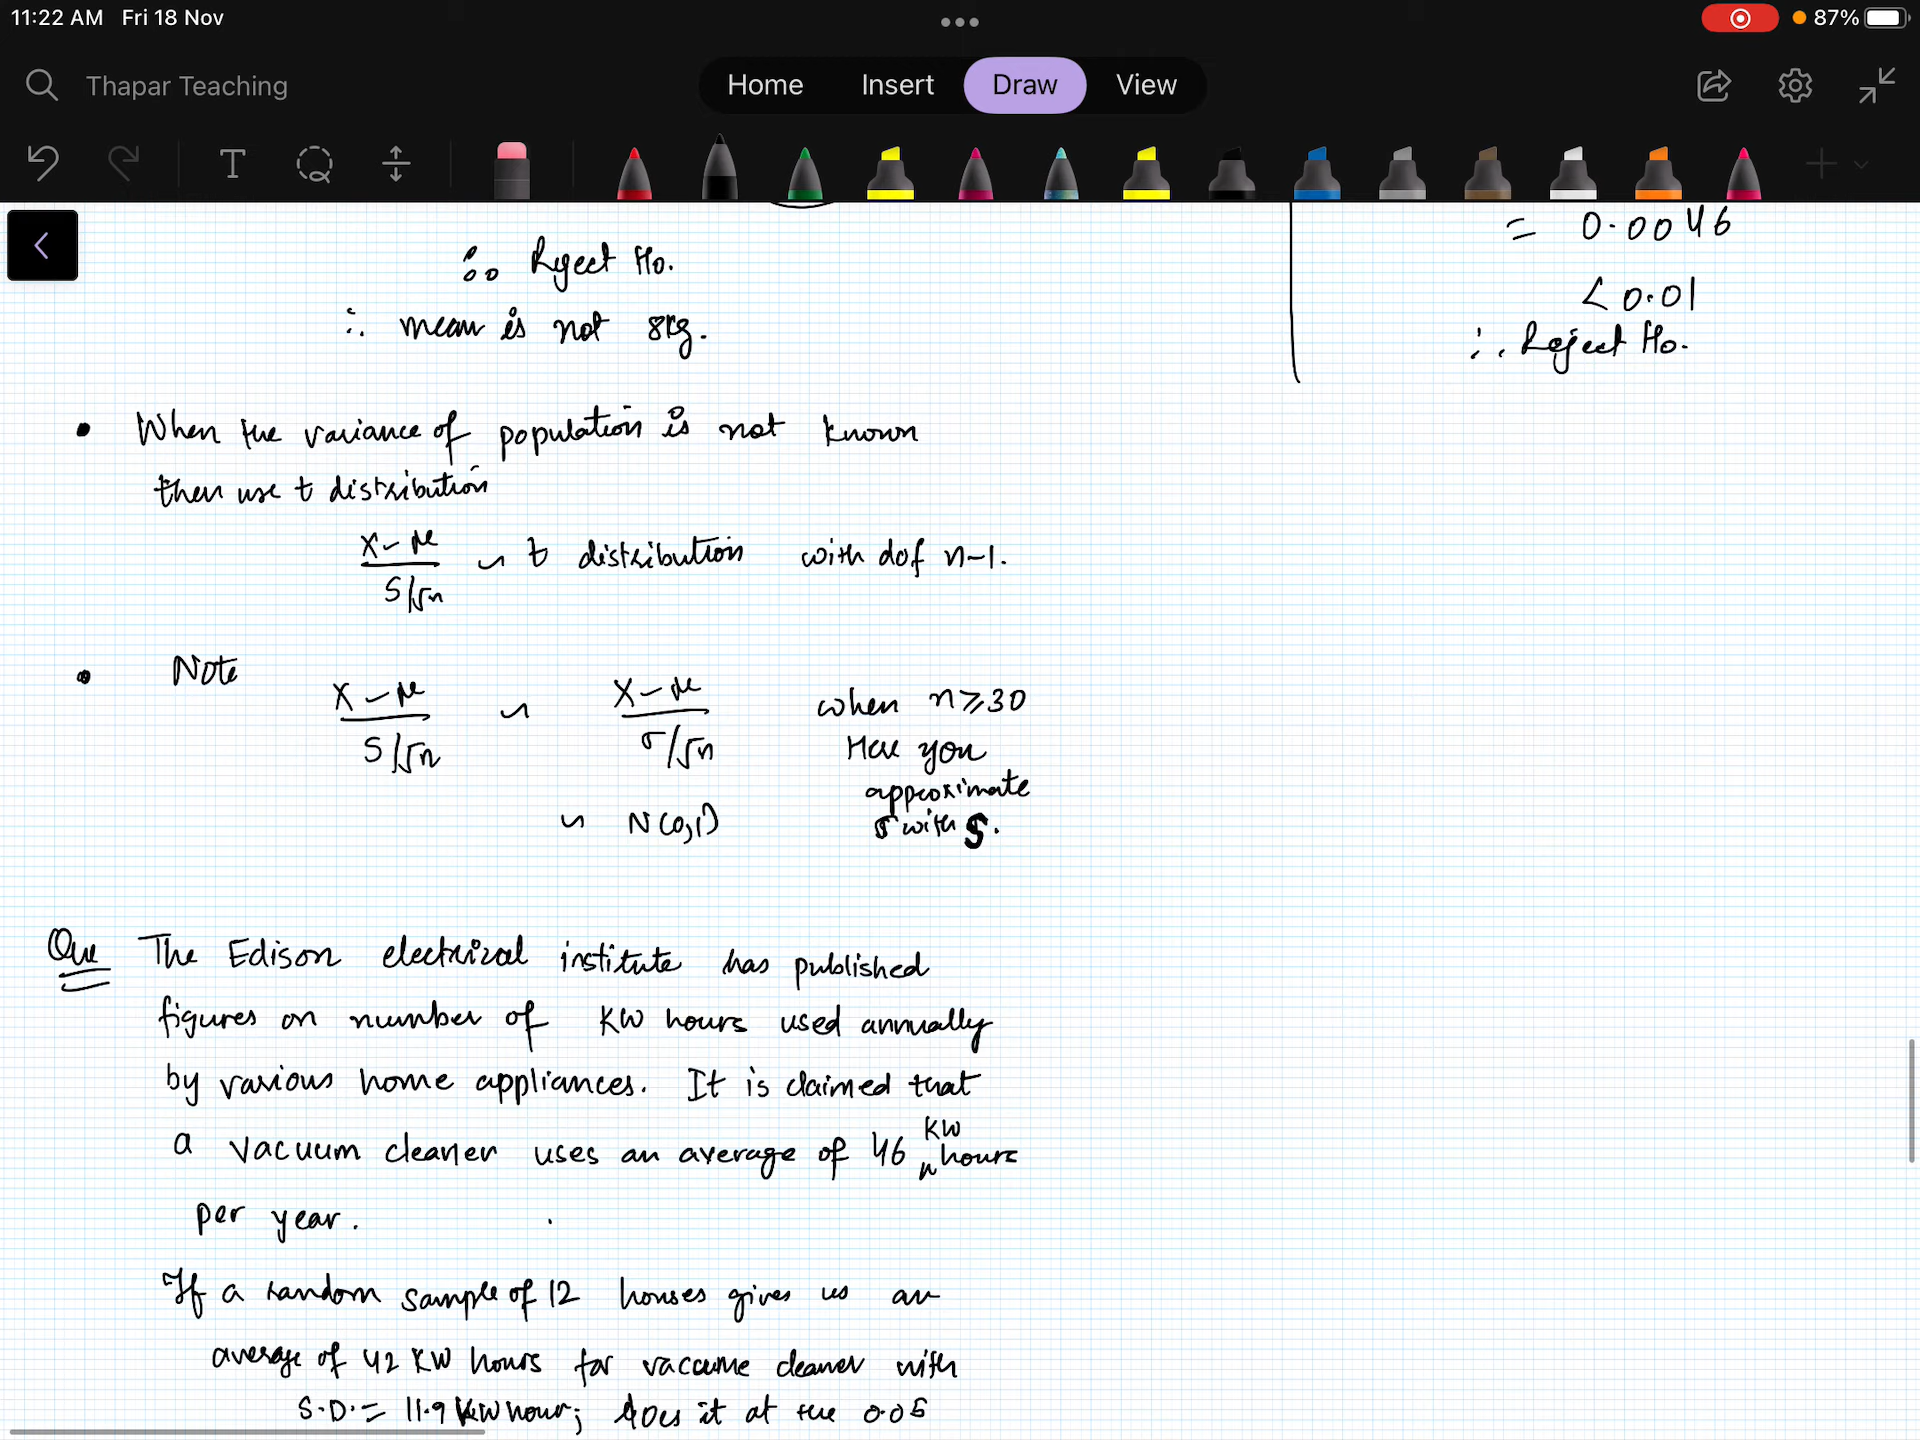 11:22 AM Fri 18 Nov
87%
Thapar Teaching
Home Insert Draw View
T
∴ Reject H0.
∴ mean is not 8kg.
= 0.0046
< 0.01
∴ Reject H0.
• When the variance of population is not known
then use t distribution
X-μ / S/√n ~ t distribution with dof n-1.
• Note
X-μ / S/√n ~ X-μ / σ/√n when n≥30
Here you
approximate
~ N(0,1) σ with S.
Que The Edison electrical institute has published
figures on number of KW hours used annually
by various home appliances. It is claimed that
a vacuum cleaner uses an average of 46 KW hours
per year.
If a random sample of 12 houses gives us an
average of 42 KW hours for vaccume cleaner with
S.D. = 11.9 KW hour; does it at the 0.05